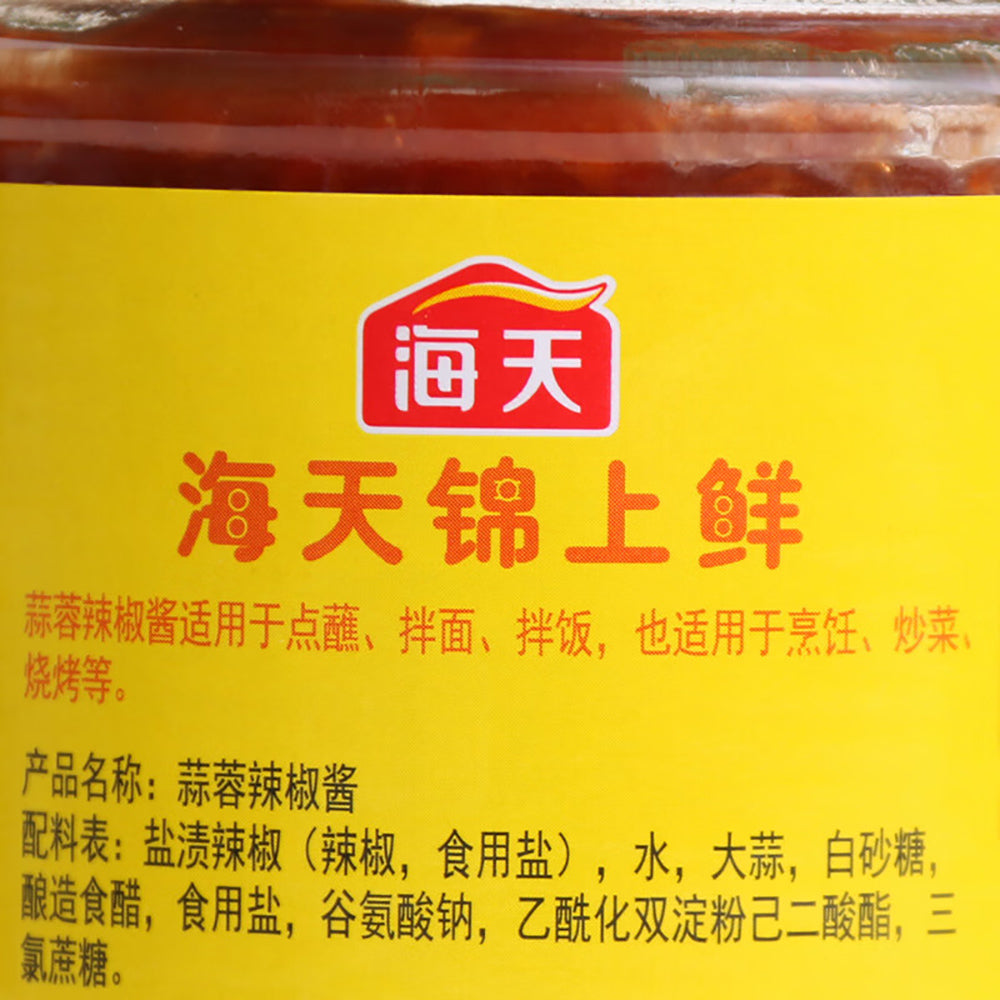 海天
海天锦上鲜
蒜蓉辣椒酱适用于点蘸、拌面、拌饭，也适用于烹饪、炒菜、
烧烤等。
产品名称：蒜蓉辣椒酱
配料表：盐渍辣椒（辣椒，食用盐），水，大蒜，白砂糖，
酿造食醋，食用盐，谷氨酸钠，乙酰化双淀粉己二酸酯，三
氯蔗糖。